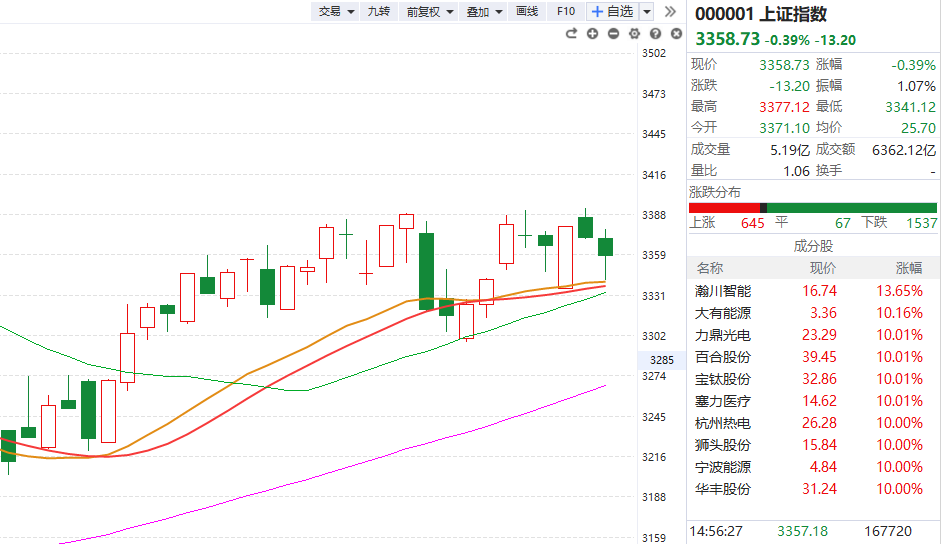 交易 九转 前复权 叠加 画线 F10 自选
3502
3473
3445
3416
3388
3359
3331
3302
3285
3274
3245
3216
3188
3159
000001 上证指数
3358.73 -0.39% -13.20
现价 3358.73 涨幅 -0.39%
涨跌 -13.20 振幅 1.07%
最高 3377.12 最低 3341.12
今开 3371.10 均价 25.70
成交量 5.19亿 成交额 6362.12亿
量比 1.06 换手 -
涨跌分布
上涨 645 平 67 下跌 1537
成分股
名称 现价 涨幅
瀚川智能 16.74 13.65%
大有能源 3.36 10.16%
力鼎光电 23.29 10.01%
百合股份 39.45 10.01%
宝钛股份 32.86 10.01%
塞力医疗 14.62 10.01%
杭州热电 26.28 10.00%
狮头股份 15.84 10.00%
宁波能源 4.84 10.00%
华丰股份 31.24 10.00%
14:56:27 3357.18 167720